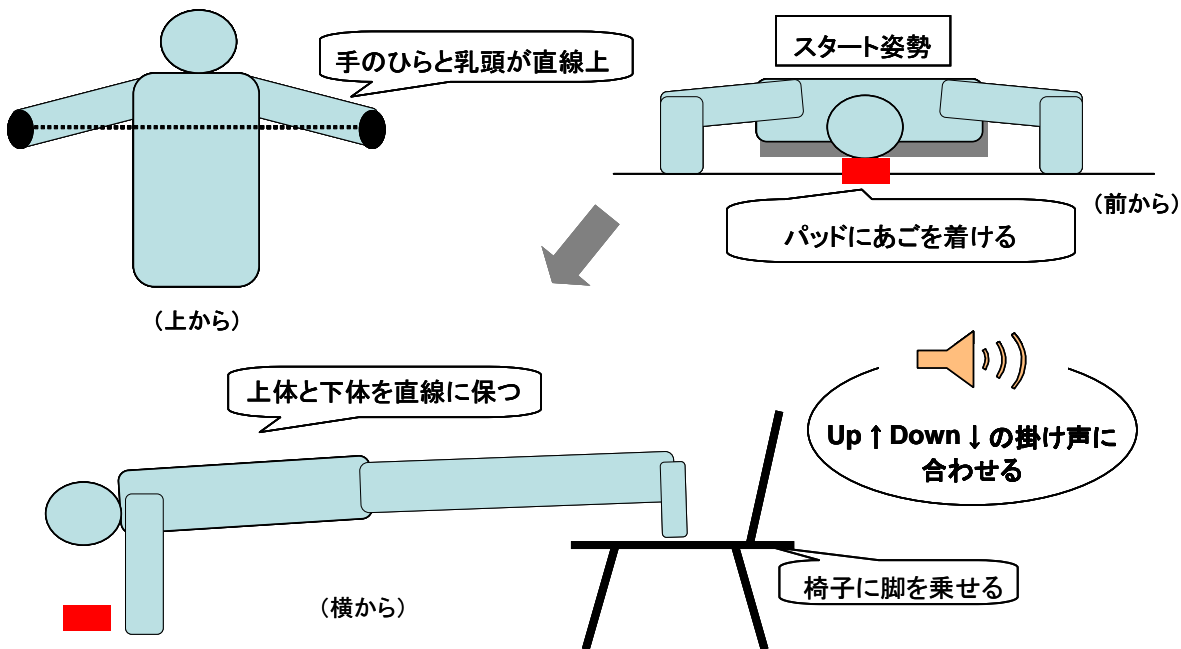 手のひらと乳頭が直線上
スタート姿勢
(前から)
パッドにあごを着ける
(上から)
上体と下体を直線に保つ
Up ↑ Down ↓ の掛け声に
合わせる
椅子に脚を乗せる
(横から)